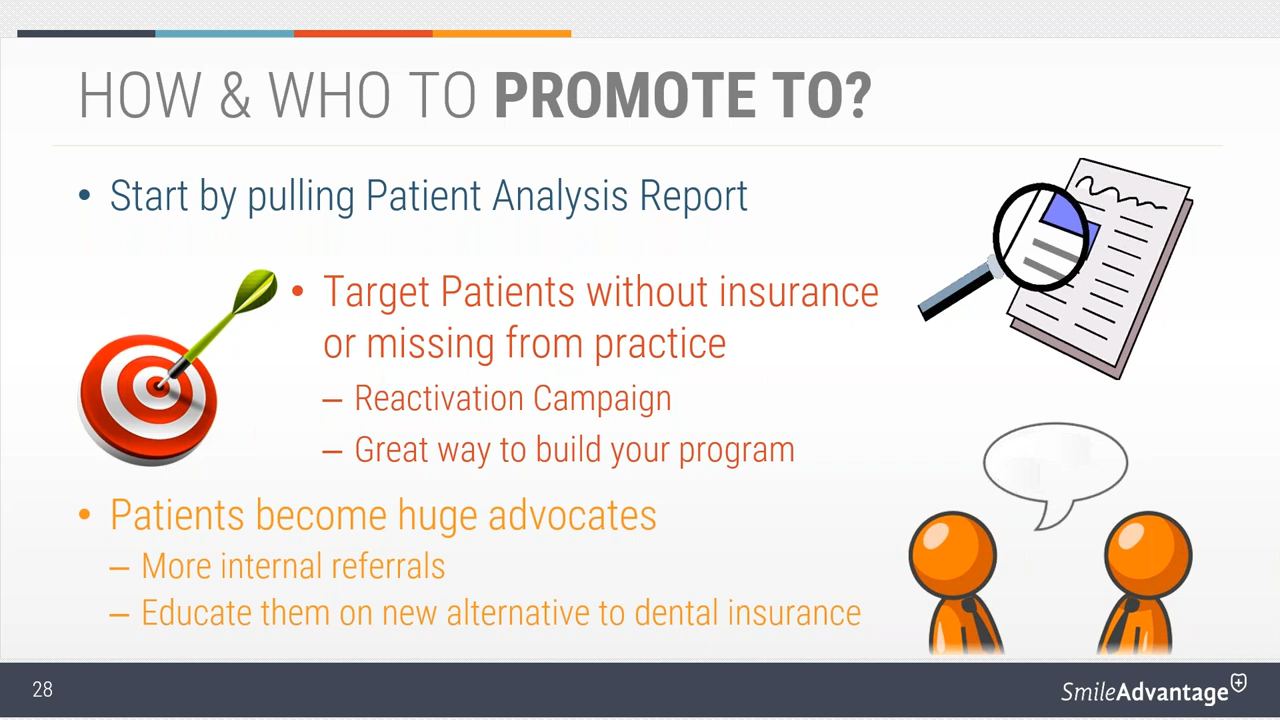 HOW & WHO TO PROMOTE TO?
• Start by pulling Patient Analysis Report
• Target Patients without insurance
or missing from practice
– Reactivation Campaign
– Great way to build your program
• Patients become huge advocates
– More internal referrals
– Educate them on new alternative to dental insurance
28
SmileAdvantage